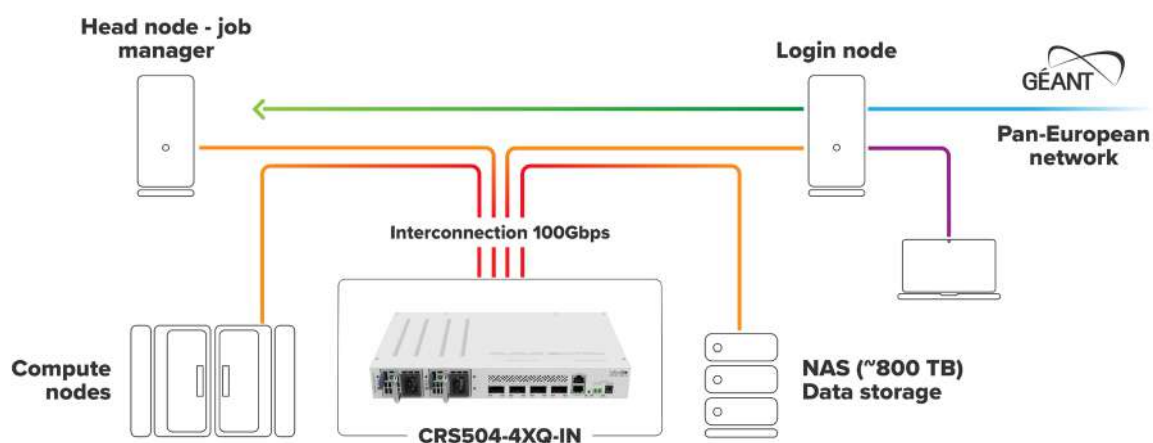 Head node - job
manager
Login node
GÉANT
Pan-European
network
Interconnection 100Gbps
Compute
nodes
NAS (~800 TB)
Data storage
CRS504-4XQ-IN